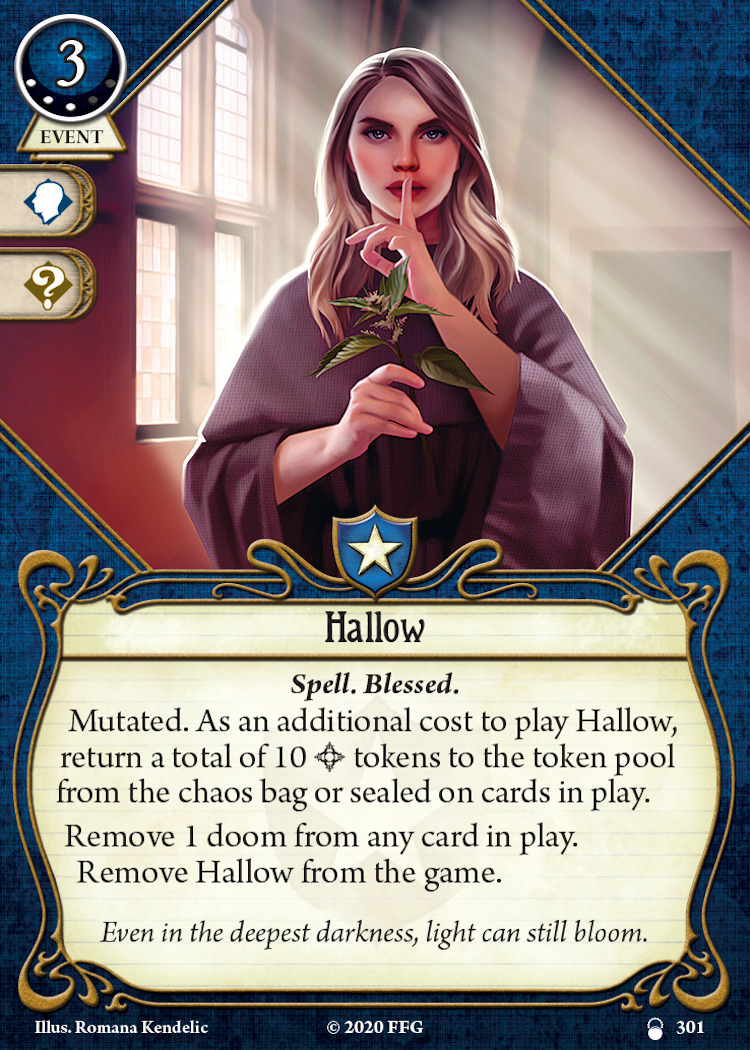 3
EVENT
?
Hallow
Spell. Blessed.
Mutated. As an additional cost to play Hallow,
return a total of 10 tokens to the token pool
from the chaos bag or sealed on cards in play.
Remove 1 doom from any card in play.
Remove Hallow from the game.
Even in the deepest darkness, light can still bloom.
Illus. Romana Kendelic © 2020 FFG 301